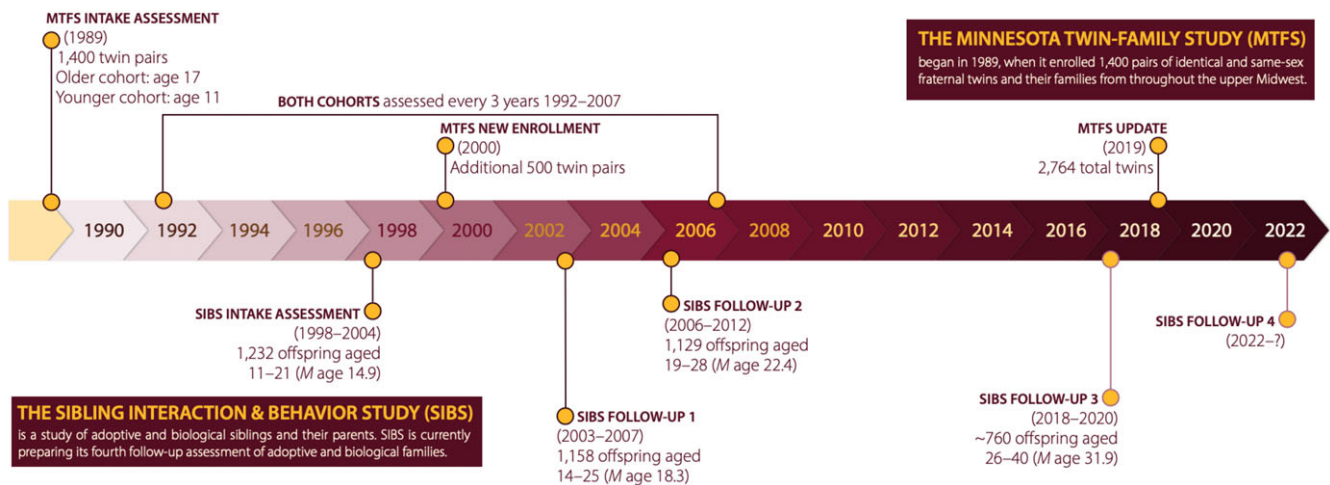 MTFS INTAKE ASSESSMENT
(1989)
1,400 twin pairs
Older cohort: age 17
Younger cohort: age 11
BOTH COHORTS assessed every 3 years 1992–2007
MTFS NEW ENROLLMENT
(2000)
Additional 500 twin pairs
THE MINNESOTA TWIN-FAMILY STUDY (MTFS)
began in 1989, when it enrolled 1,400 pairs of identical and same-sex
fraternal twins and their families from throughout the upper Midwest.
MTFS UPDATE
(2019)
2,764 total twins
1990 1992 1994 1996 1998 2000 2002 2004 2006 2008 2010 2012 2014 2016 2018 2020 2022
SIBS INTAKE ASSESSMENT
(1998–2004)
1,232 offspring aged
11–21 (M age 14.9)
SIBS FOLLOW-UP 2
(2006–2012)
1,129 offspring aged
19–28 (M age 22.4)
SIBS FOLLOW-UP 4
(2022–?)
THE SIBLING INTERACTION & BEHAVIOR STUDY (SIBS)
is a study of adoptive and biological siblings and their parents. SIBS is currently
preparing its fourth follow-up assessment of adoptive and biological families.
SIBS FOLLOW-UP 1
(2003–2007)
1,158 offspring aged
14–25 (M age 18.3)
SIBS FOLLOW-UP 3
(2018–2020)
~760 offspring aged
26–40 (M age 31.9)